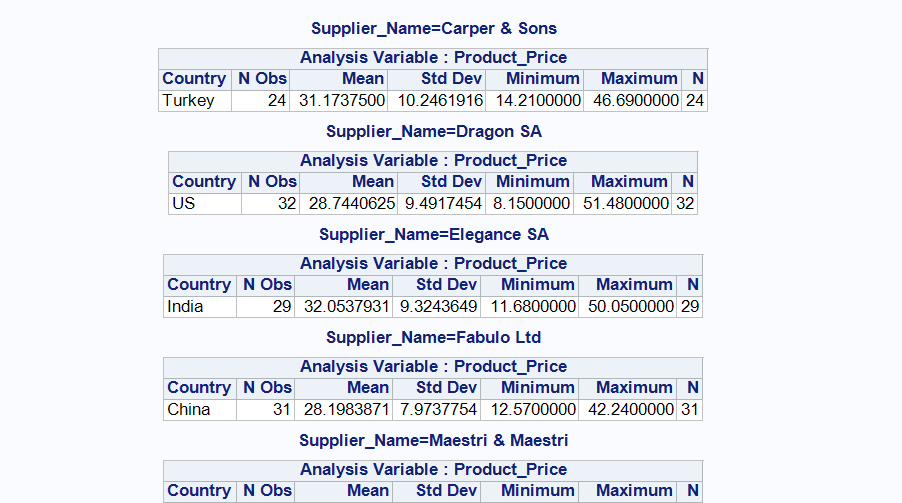 Supplier_Name=Carper & Sons
Analysis Variable : Product_Price
Country N Obs Mean Std Dev Minimum Maximum N
Turkey 24 31.1737500 10.2461916 14.2100000 46.6900000 24
Supplier_Name=Dragon SA
Analysis Variable : Product_Price
Country N Obs Mean Std Dev Minimum Maximum N
US 32 28.7440625 9.4917454 8.1500000 51.4800000 32
Supplier_Name=Elegance SA
Analysis Variable : Product_Price
Country N Obs Mean Std Dev Minimum Maximum N
India 29 32.0537931 9.3243649 11.6800000 50.0500000 29
Supplier_Name=Fabulo Ltd
Analysis Variable : Product_Price
Country N Obs Mean Std Dev Minimum Maximum N
China 31 28.1983871 7.9737754 12.5700000 42.2400000 31
Supplier_Name=Maestri & Maestri
Analysis Variable : Product_Price
Country N Obs Mean Std Dev Minimum Maximum N